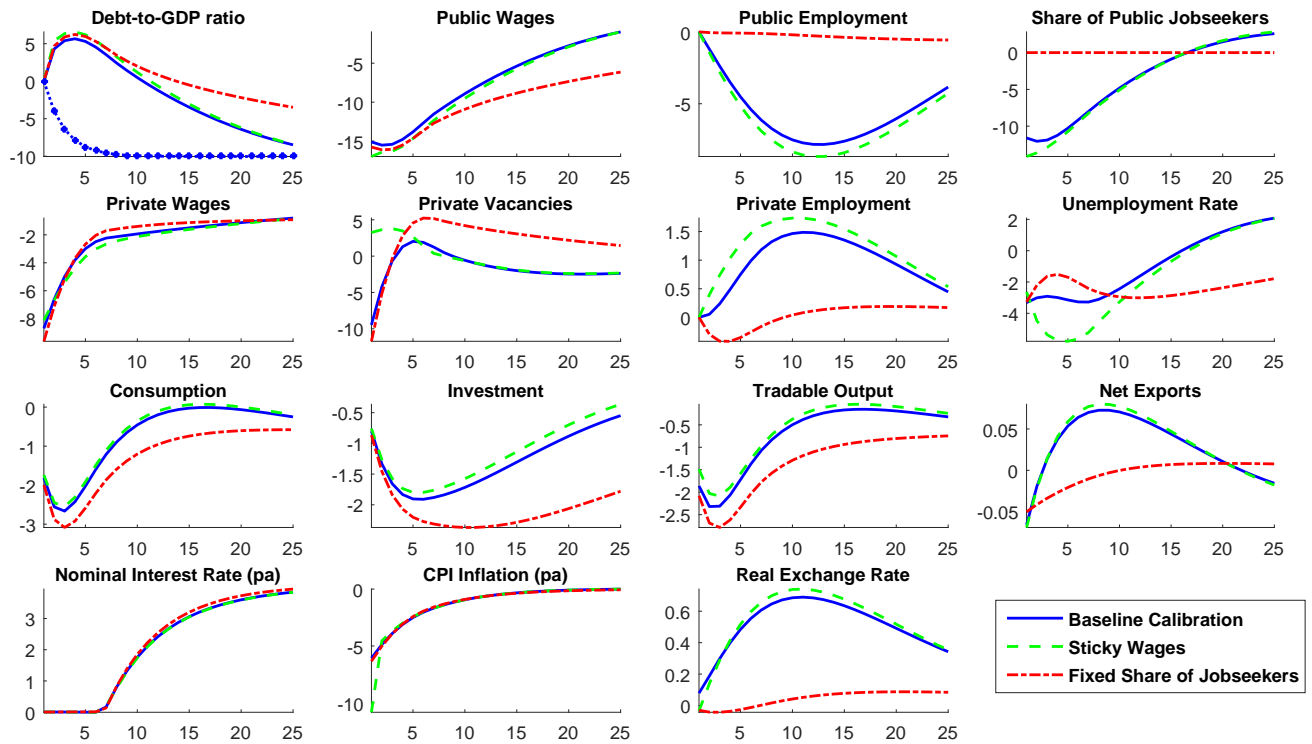 Debt-to-GDP ratio
5
0
-5
-10
5 10 15 20 25
Public Wages
0
-5
-10
-15
5 10 15 20 25
Public Employment
0
-5
5 10 15 20 25
Share of Public Jobseekers
0
-5
-10
5 10 15 20 25
Private Wages
-2
-4
-6
-8
5 10 15 20 25
Private Vacancies
5
0
-5
-10
5 10 15 20 25
Private Employment
1.5
1
0.5
0
5 10 15 20 25
Unemployment Rate
2
0
-2
-4
5 10 15 20 25
Consumption
0
-1
-2
-3
5 10 15 20 25
Investment
-0.5
-1
-1.5
-2
5 10 15 20 25
Tradable Output
-0.5
-1
-1.5
-2
-2.5
5 10 15 20 25
Net Exports
0.05
0
-0.05
5 10 15 20 25
Nominal Interest Rate (pa)
3
2
1
0
5 10 15 20 25
CPI Inflation (pa)
0
-5
-10
5 10 15 20 25
Real Exchange Rate
0.6
0.4
0.2
0
5 10 15 20 25
Baseline Calibration
Sticky Wages
Fixed Share of Jobseekers